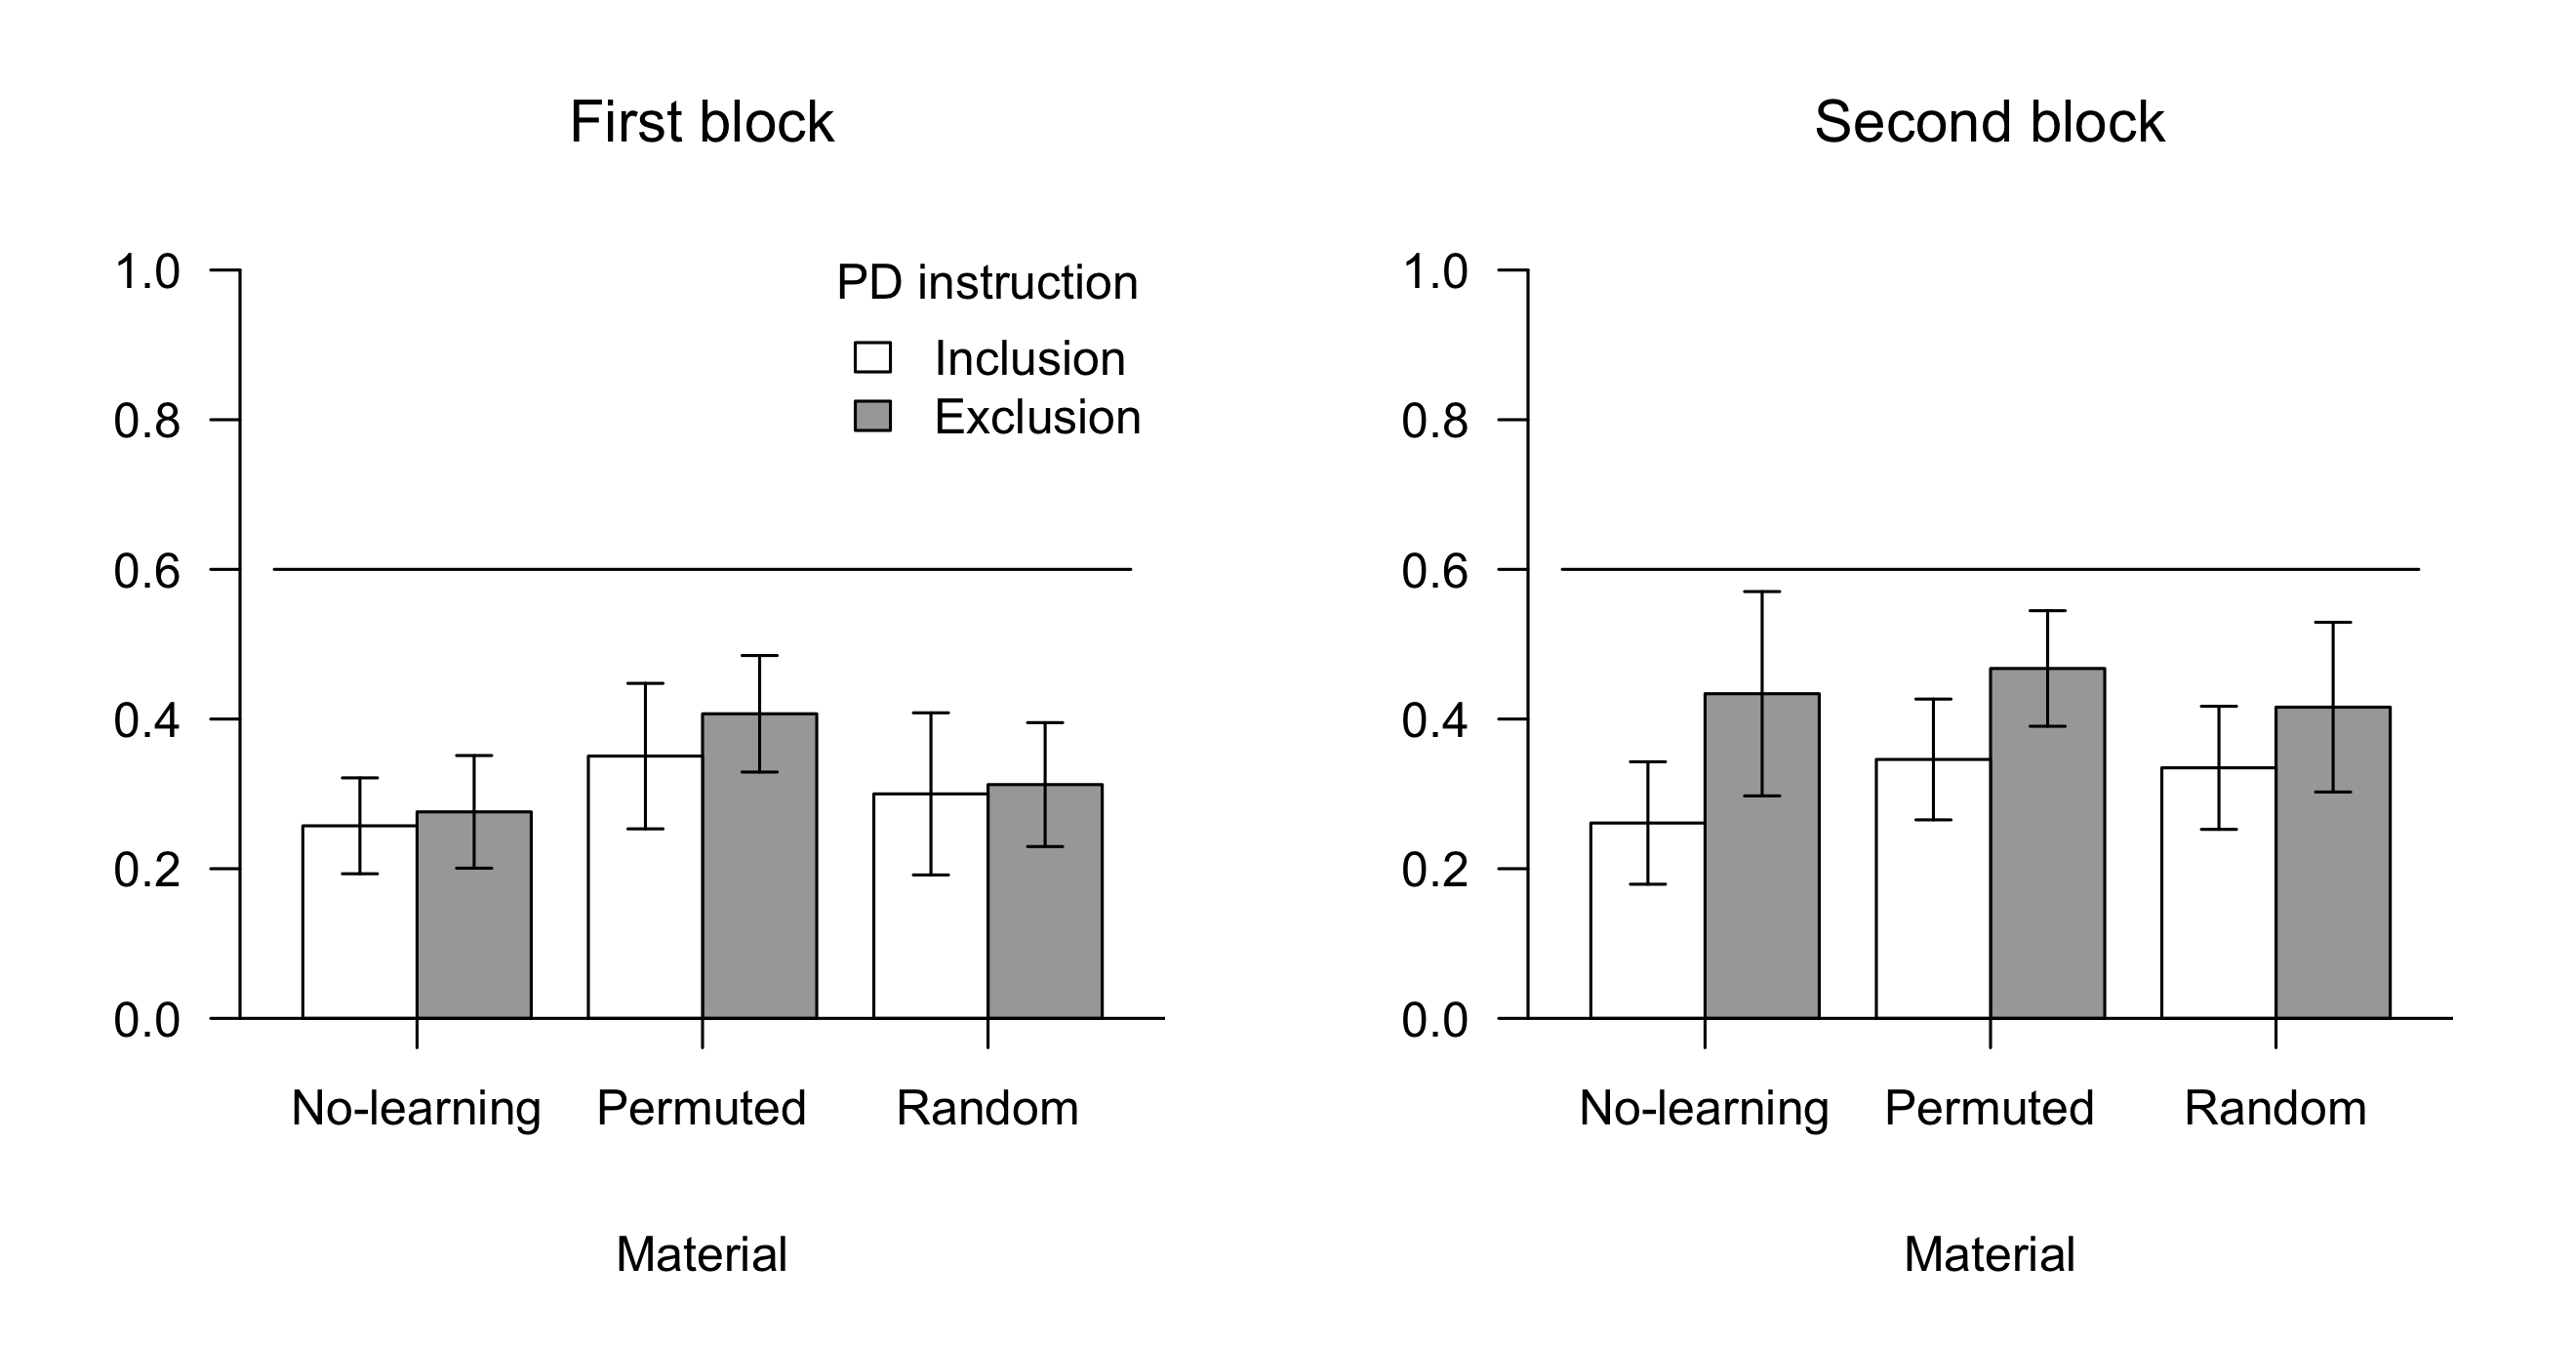 First block
1.0
0.8
0.6
0.4
0.2
0.0
PD instruction
Inclusion
Exclusion
No-learning Permuted Random
Material
Second block
1.0
0.8
0.6
0.4
0.2
0.0
No-learning Permuted Random
Material